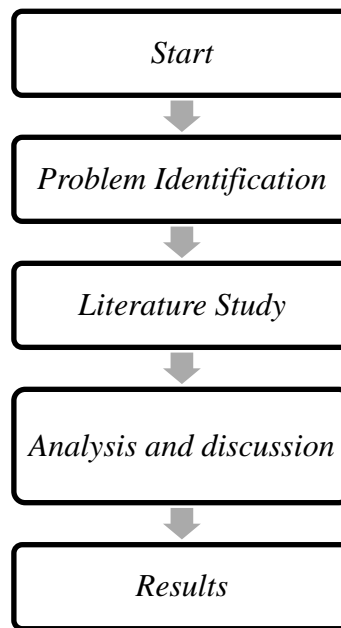 Start
Problem Identification
Literature Study
Analysis and discussion
Results